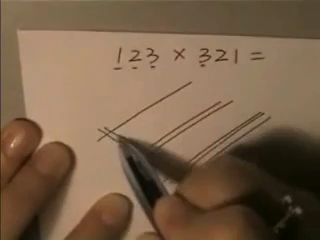 123 × 321 =